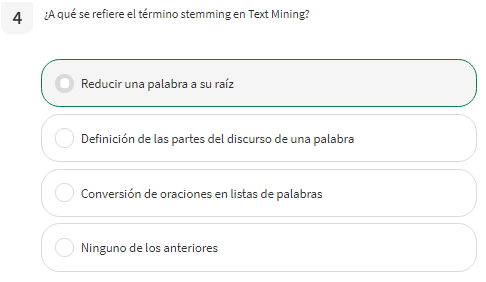 4
¿A qué se refiere el término stemming en Text Mining?
Reducir una palabra a su raíz
Definición de las partes del discurso de una palabra
Conversión de oraciones en listas de palabras
Ninguno de los anteriores